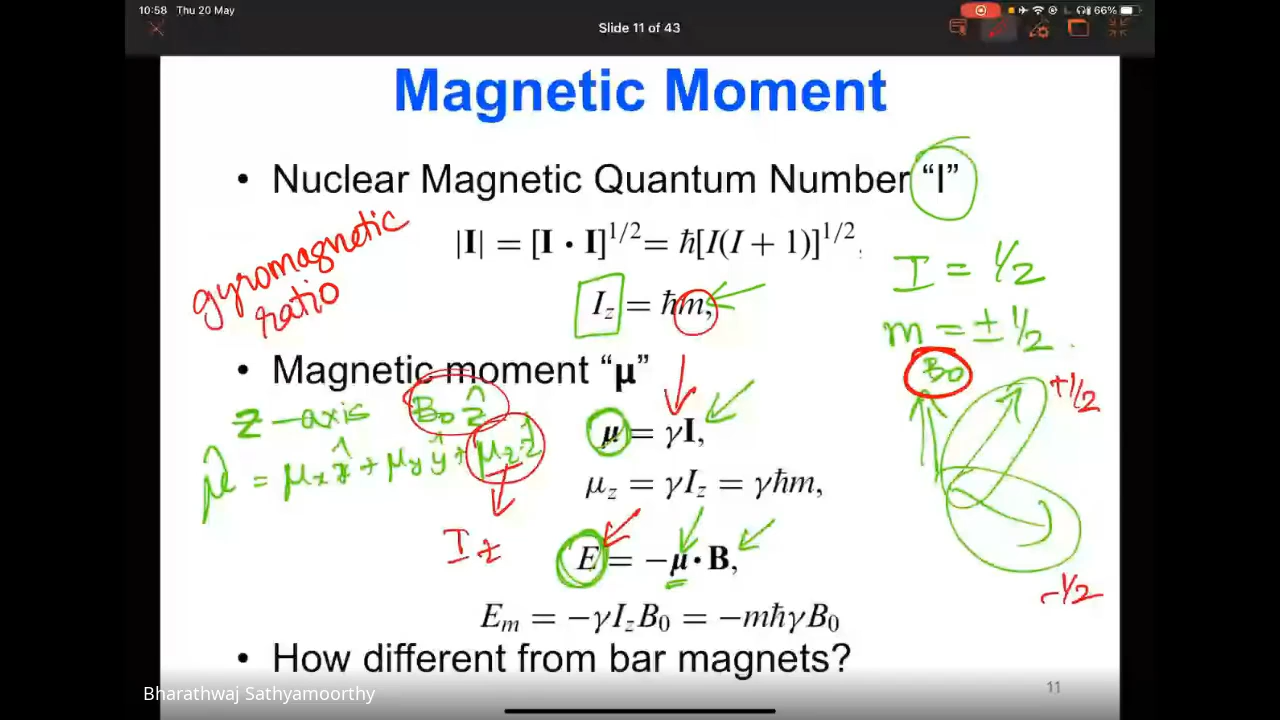 10:58 Thu 20 May
66%
Slide 11 of 43
Magnetic Moment
• Nuclear Magnetic Quantum Number “I”
|I| = [I • I]^{1/2} = ħ[I(I + 1)]^{1/2},
gyromagnetic
ratio
I = 1/2
I_z = ħm,
m = ± 1/2.
• Magnetic moment “μ”
B0
+1/2
z-axis B0 ẑ
μ = γI,
μ̂ = μx x̂ + μy ŷ + μz ẑ
μ_z = γI_z = γħm,
Iz
E = −μ • B,
-1/2
E_m = −γI_zB_0 = −mħγB_0
• How different from bar magnets?
Bharathwaj Sathyamoorthy
11